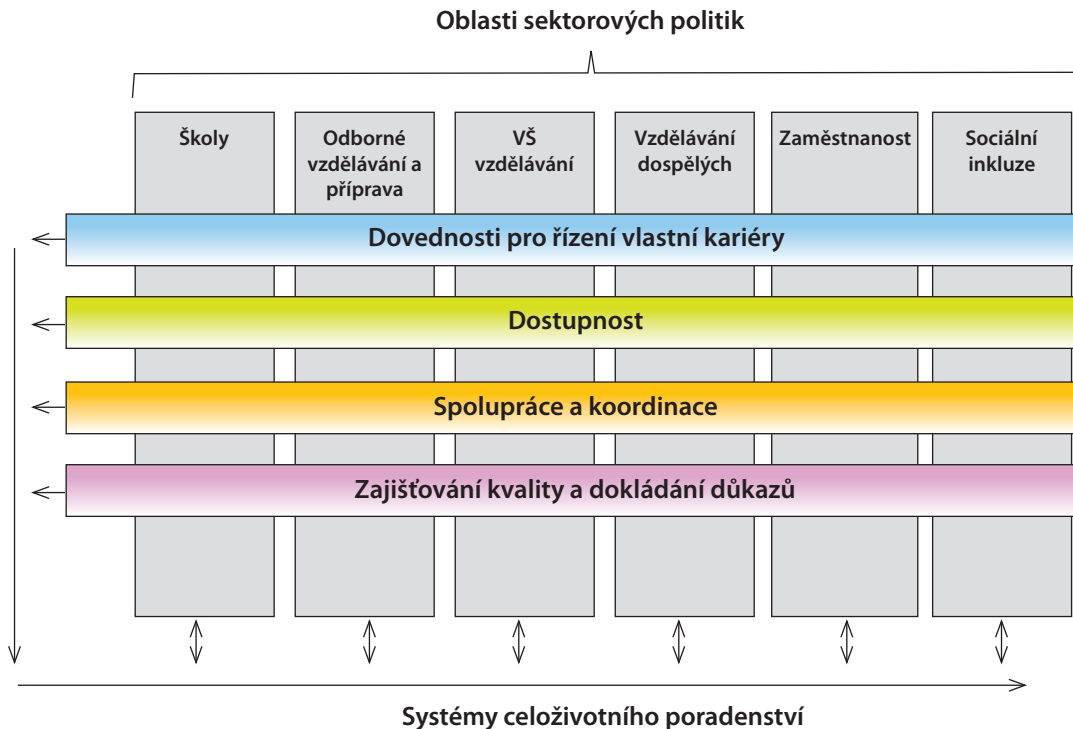 Oblasti sektorových politik
Školy
Odborné
vzdělávání a
příprava
VŠ
vzdělávání
Vzdělávání
dospělých
Zaměstnanost
Sociální
inkluze
Dovednosti pro řízení vlastní kariéry
Dostupnost
Spolupráce a koordinace
Zajišťování kvality a dokládání důkazů
Systémy celoživotního poradenství